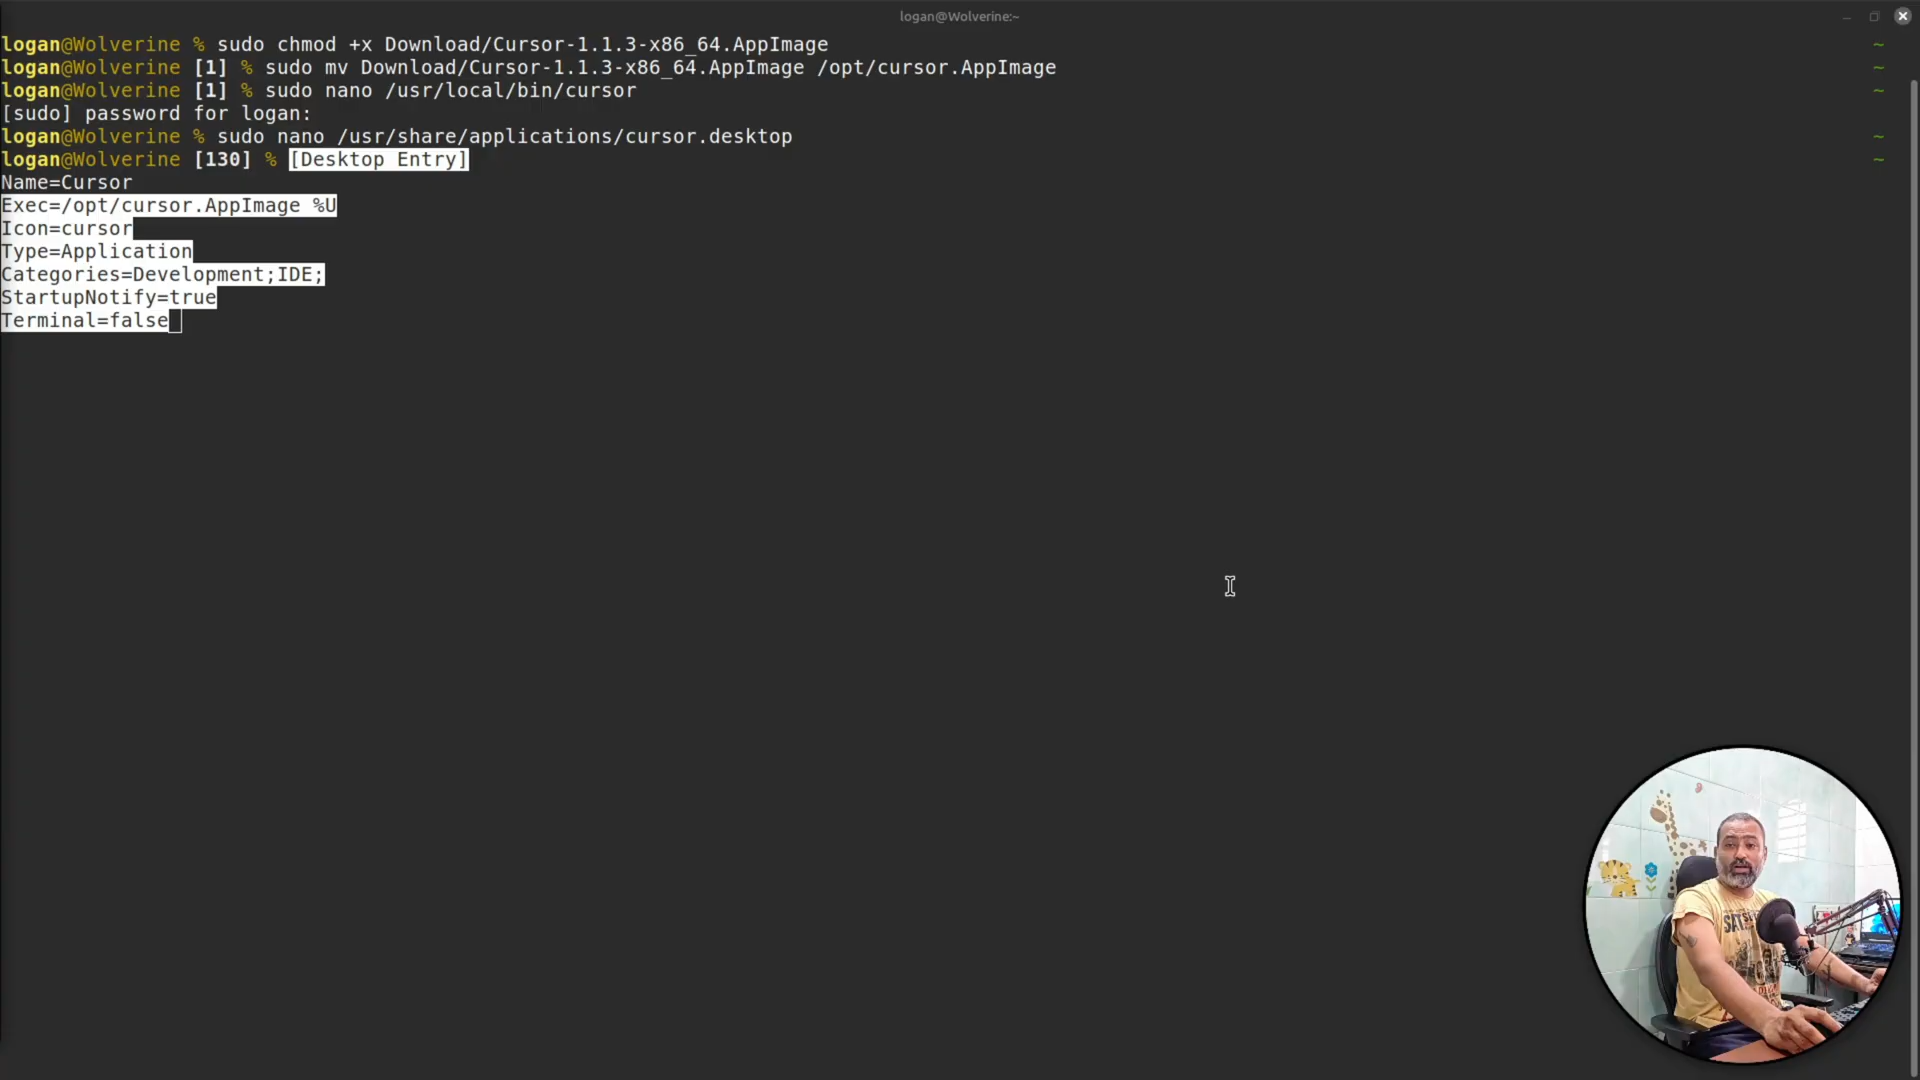 logan@Wolverine:~
logan@Wolverine % sudo chmod +x Download/Cursor-1.1.3-x86_64.AppImage ~
logan@Wolverine [1] % sudo mv Download/Cursor-1.1.3-x86_64.AppImage /opt/cursor.AppImage ~
logan@Wolverine [1] % sudo nano /usr/local/bin/cursor ~
[sudo] password for logan:
logan@Wolverine % sudo nano /usr/share/applications/cursor.desktop ~
logan@Wolverine [130] % [Desktop Entry] ~
Name=Cursor
Exec=/opt/cursor.AppImage %U
Icon=cursor
Type=Application
Categories=Development;IDE;
StartupNotify=true
Terminal=false